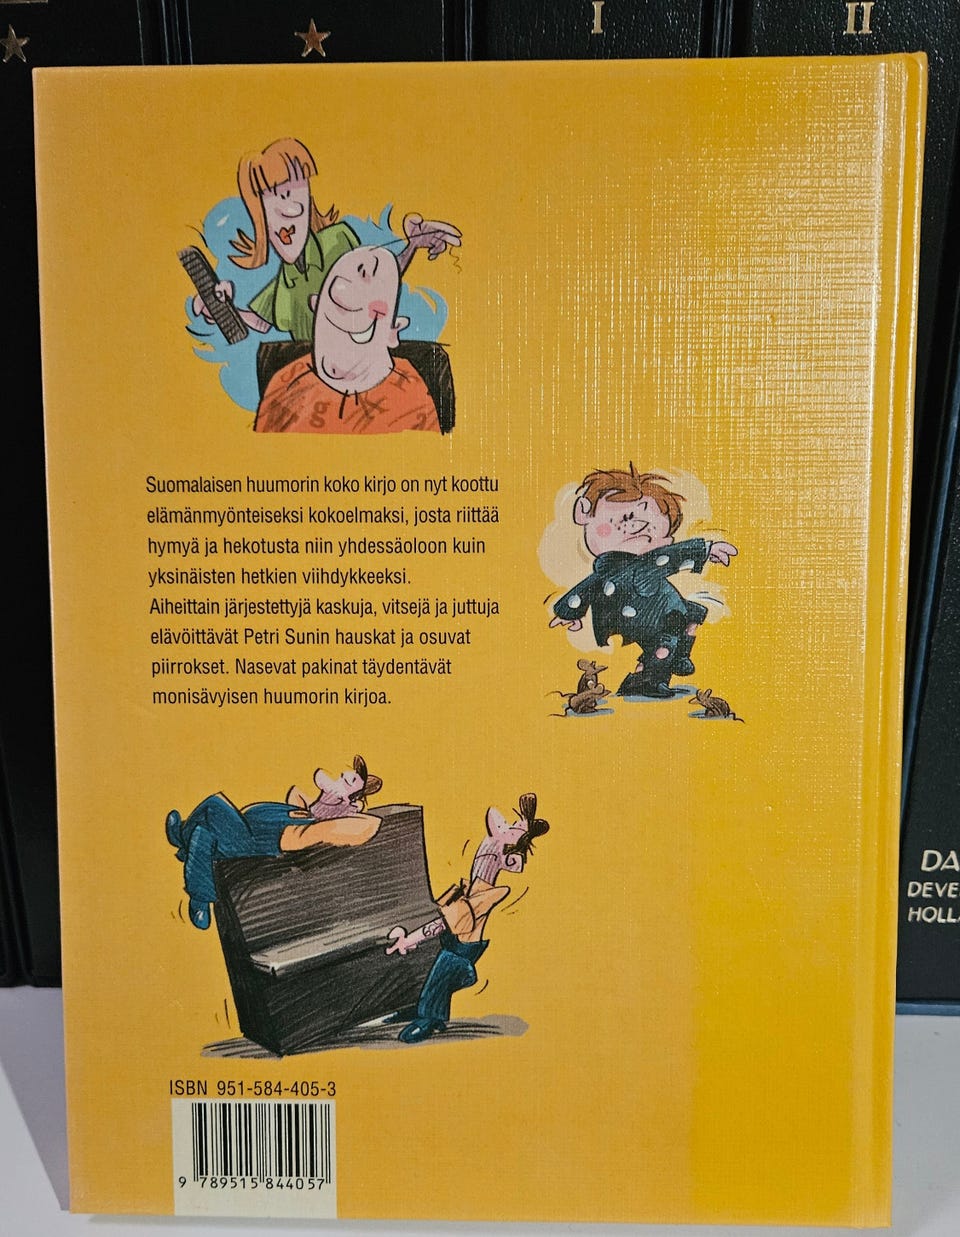 I
II
Suomalaisen huumorin koko kirjo on nyt koottu
elämänmyönteiseksi kokoelmaksi, josta riittää
hymyä ja hekotusta niin yhdessäoloon kuin
yksinäisten hetkien viihdykkeeksi.
Aiheittain järjestettyjä kaskuja, vitsejä ja juttuja
elävöittävät Petri Sunin hauskat ja osuvat
piirrokset. Nasevat pakinat täydentävät
monisävyisen huumorin kirjoa.
DA
DEVE
HOLL
ISBN 951-584-405-3
9 789515 844057